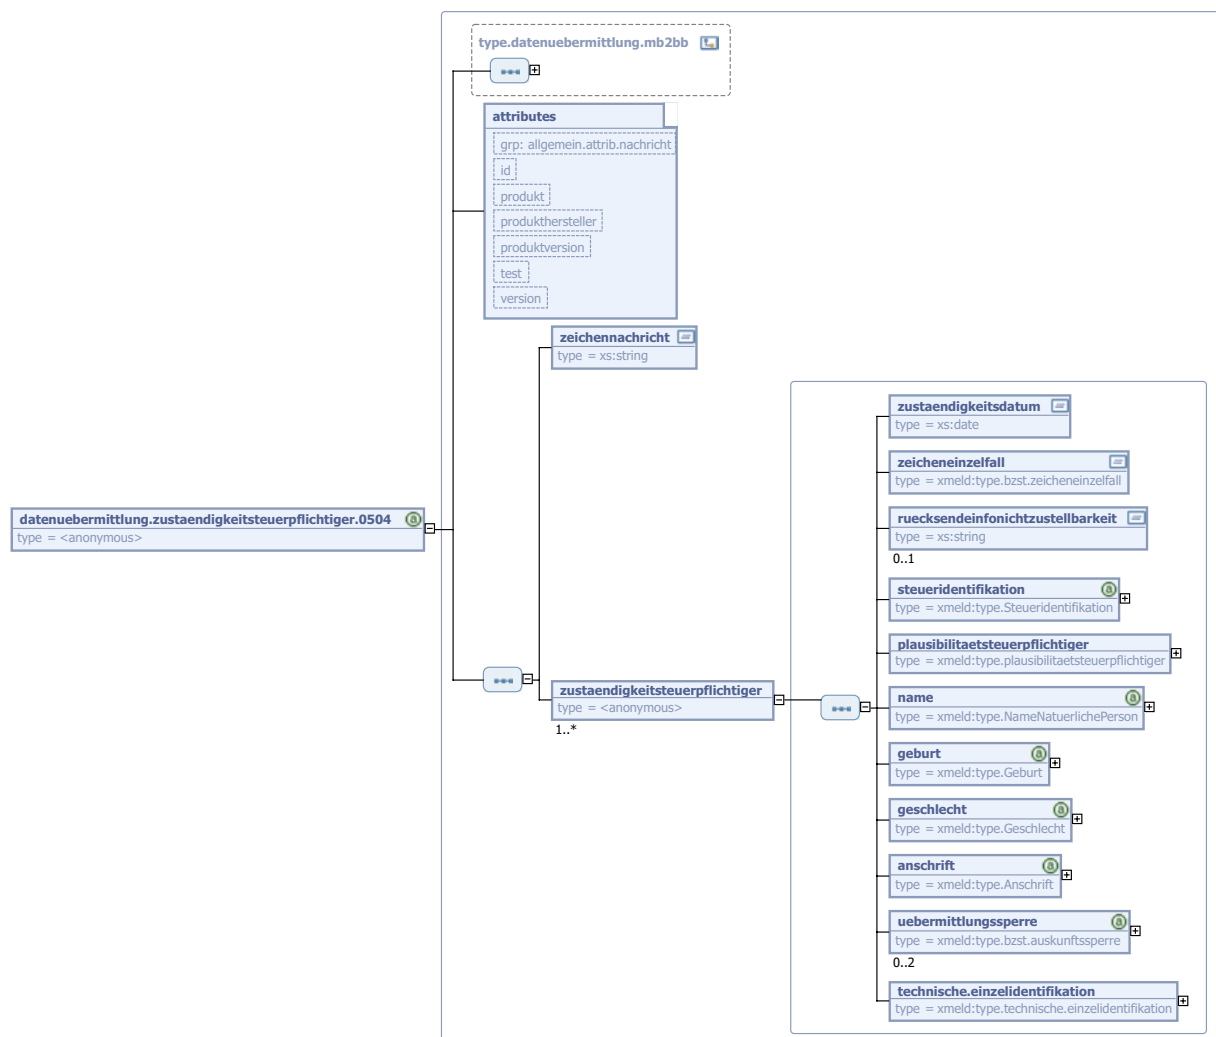 type.datenuebermittlung.mb2bb
attributes
grp: allgemein.attrib.nachricht
id
produkt
produkthersteller
produktversion
test
version
zeichennachricht
type = xs:string
datenuebermittlung.zustaendigkeitsteuerpflichtiger.0504
type = <anonymous>
zustaendigkeitsteuerpflichtiger
type = <anonymous>
1..*
zustaendigkeitsdatum
type = xs:date
zeicheneinzelfall
type = xmeld:type.bzst.zeicheneinzelfall
ruecksendeinfonichtzustellbarkeit
type = xs:string
0..1
steueridentifikation
type = xmeld:type.Steueridentifikation
plausibilitaetsteuerpflichtiger
type = xmeld:type.plausibilitaetsteuerpflichtiger
name
type = xmeld:type.NameNatuerlichePerson
geburt
type = xmeld:type.Geburt
geschlecht
type = xmeld:type.Geschlecht
anschrift
type = xmeld:type.Anschrift
uebermittlungssperre
type = xmeld:type.bzst.auskunftssperre
0..2
technische.einzelidentifikation
type = xmeld:type.technische.einzelidentifikation